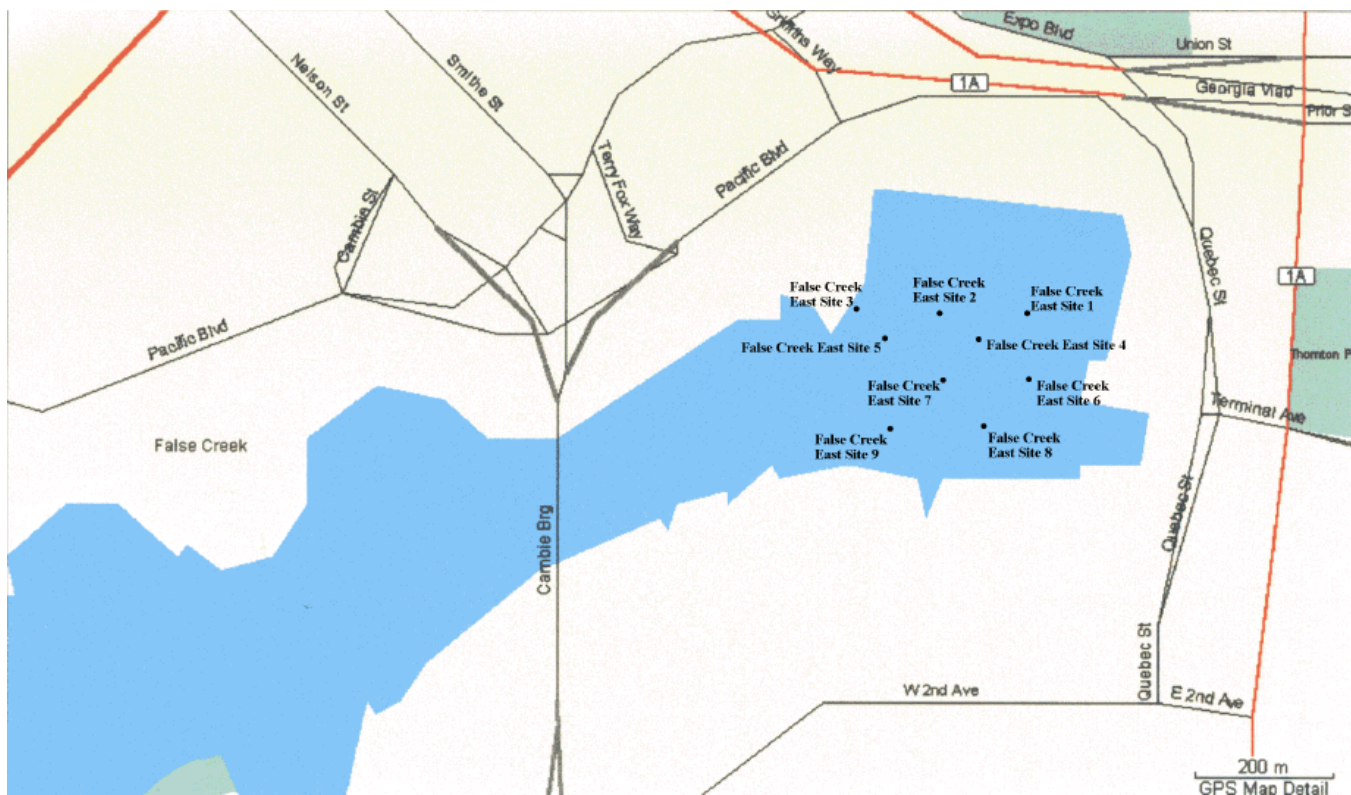 Griffiths Way
Expo Blvd
Union St
Nelson St
Smithe St
1A
Georgia Viad
Prior S
Terry Fox Way
Pacific Blvd
Cambie St
Quebec St
1A
False Creek
East Site 3
False Creek
East Site 2
False Creek
East Site 1
Pacific Blvd
False Creek East Site 5
False Creek East Site 4
Thornton P
False Creek
East Site 7
False Creek
East Site 6
Terminal Ave
False Creek
False Creek
East Site 9
False Creek
East Site 8
Quebec St
Cambie Brg
Quebec St
W 2nd Ave
E 2nd Ave
200 m
GPS Map Detail